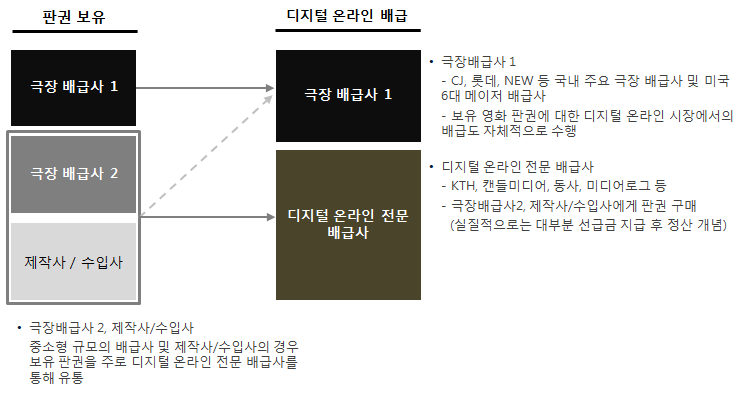 판권 보유
디지털 온라인 배급
극장 배급사 1
극장 배급사 2
제작사 / 수입사
극장 배급사 1
디지털 온라인 전문
배급사
• 극장배급사 1
- CJ, 롯데, NEW 등 국내 주요 극장 배급사 및 미국
6대 메이저 배급사
- 보유 영화 판권에 대한 디지털 온라인 시장에서의
배급도 자체적으로 수행
• 디지털 온라인 전문 배급사
- KTH, 캔들미디어, 동사, 미디어로그 등
- 극장배급사2, 제작사/수입사에게 판권 구매
(실질적으로는 대부분 선급금 지급 후 정산 개념)
• 극장배급사 2, 제작사/수입사
중소형 규모의 배급사 및 제작사/수입사의 경우
보유 판권을 주로 디지털 온라인 전문 배급사를
통해 유통